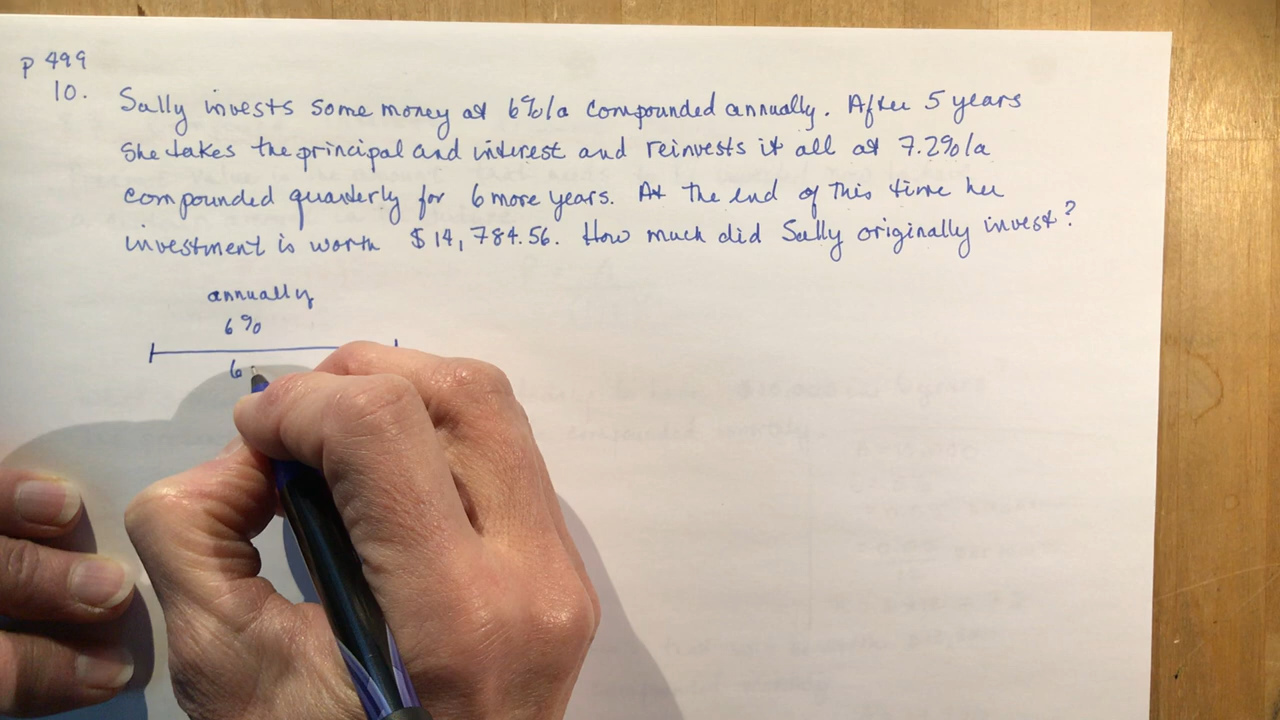 p 499
10. Sally invests some money at 6%/a compounded annually. After 5 years
She takes the principal and interest and reinvests it all at 7.2%/a
compounded quarterly for 6 more years. At the end of this time her
investment is worth $14,784.56. How much did Sally originally invest?
annually
6%
6